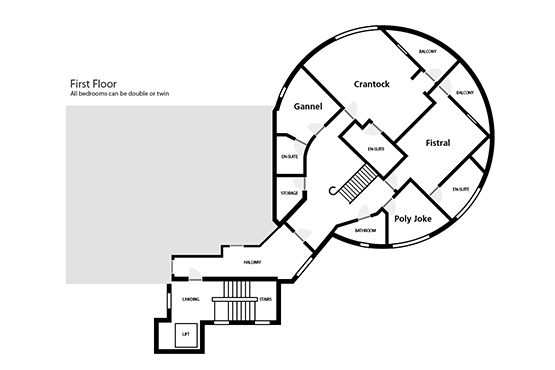 First Floor
All bedrooms can be double or twin
BALCONY
Crantock
BALCONY
Gannel
Fistral
EN-SUITE
EN-SUITE
EN-SUITE
STORAGE
Poly Joke
BATHROOM
HALLWAY
LANDING
STAIRS
LIFT